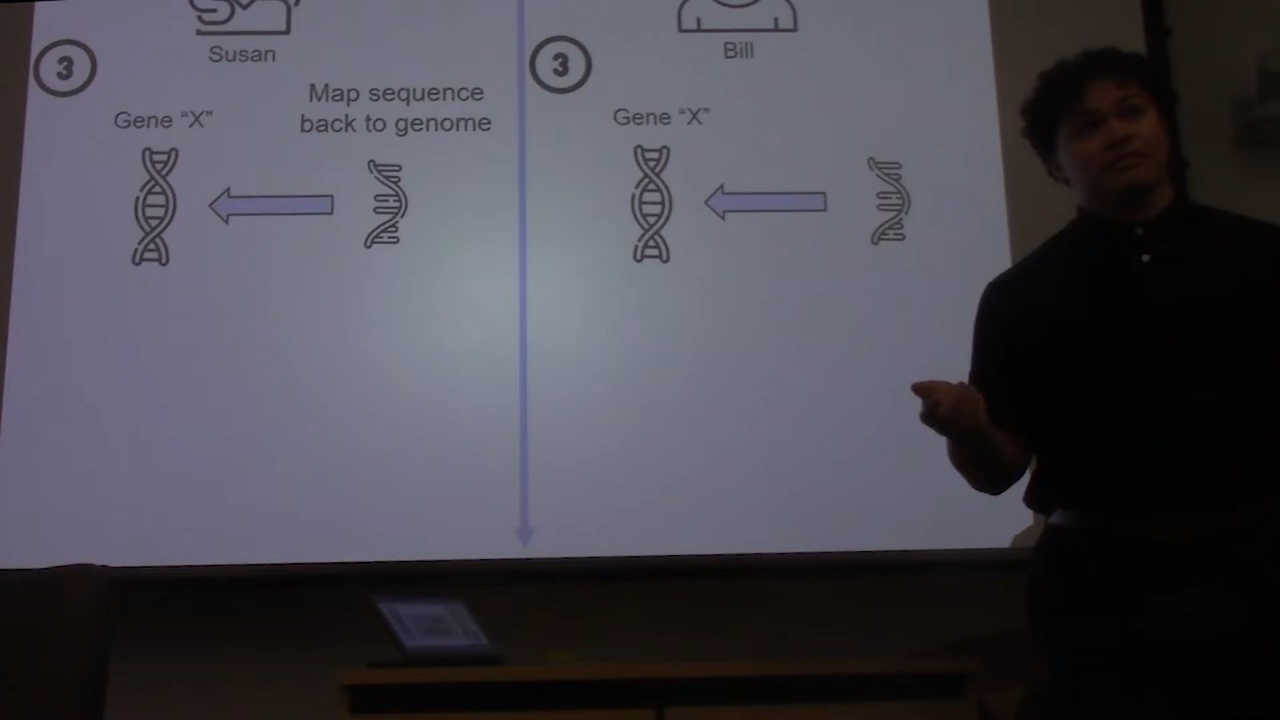 Susan
Bill
3
3
Gene “X”
Map sequence
back to genome
Gene “X”